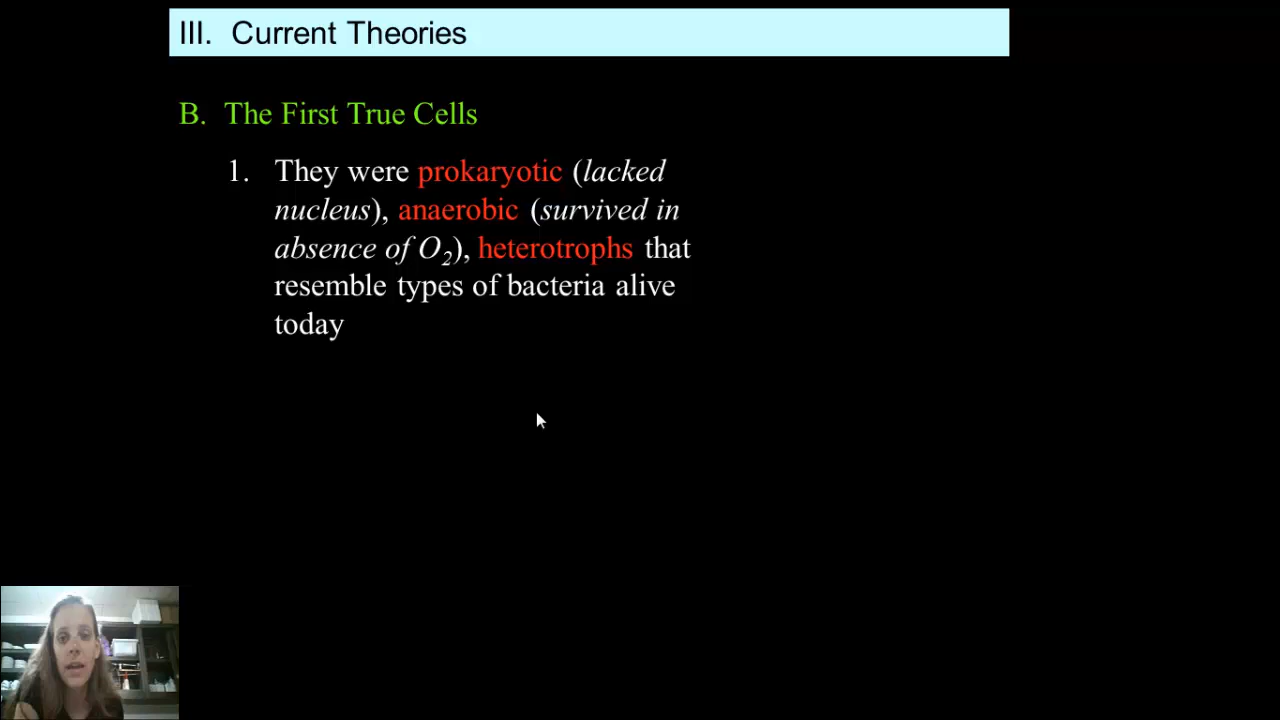 III. Current Theories
B. The First True Cells
1. They were prokaryotic (lacked
nucleus), anaerobic (survived in
absence of O2), heterotrophs that
resemble types of bacteria alive
today